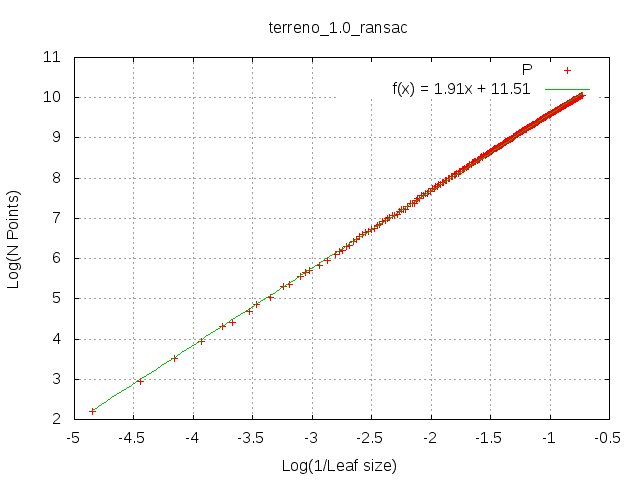 terreno_1.0_ransac
P
f(x) = 1.91x + 11.51
11
10
9
8
7
6
5
4
3
2
Log(N Points)
-5 -4.5 -4 -3.5 -3 -2.5 -2 -1.5 -1 -0.5
Log(1/Leaf size)